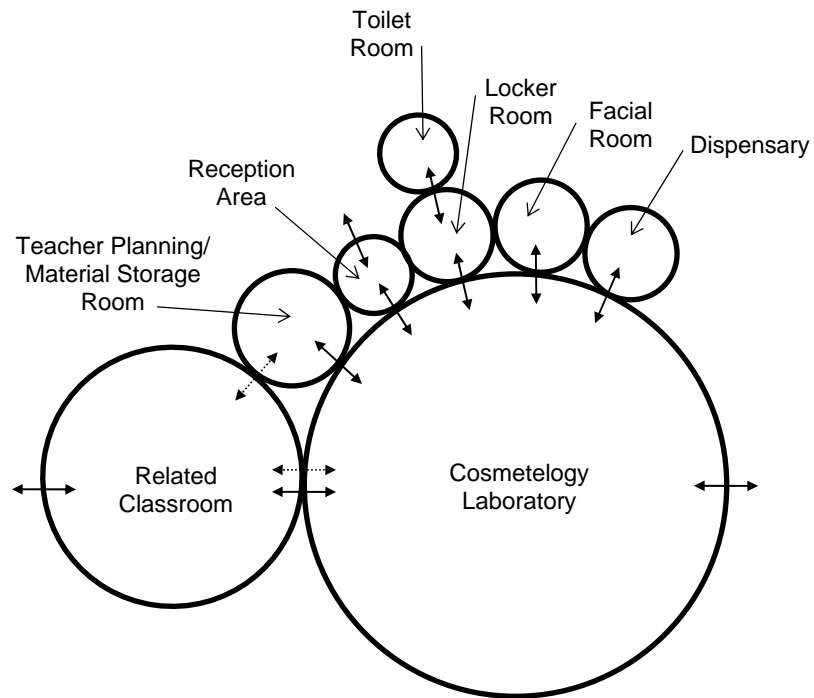 Toilet
Room
Locker
Room
Facial
Room
Dispensary
Reception
Area
Teacher Planning/
Material Storage
Room
Related
Classroom
Cosmetelogy
Laboratory